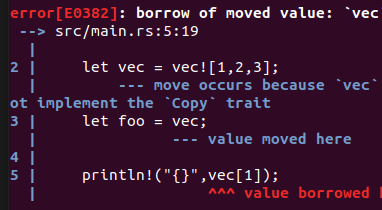 error[E0382]: borrow of moved value: `vec
--> src/main.rs:5:19
|
2 | let vec = vec![1,2,3];
| --- move occurs because `vec`
ot implement the `Copy` trait
3 | let foo = vec;
| --- value moved here
4 |
5 | println!("{}",vec[1]);
| ^^^ value borrowed